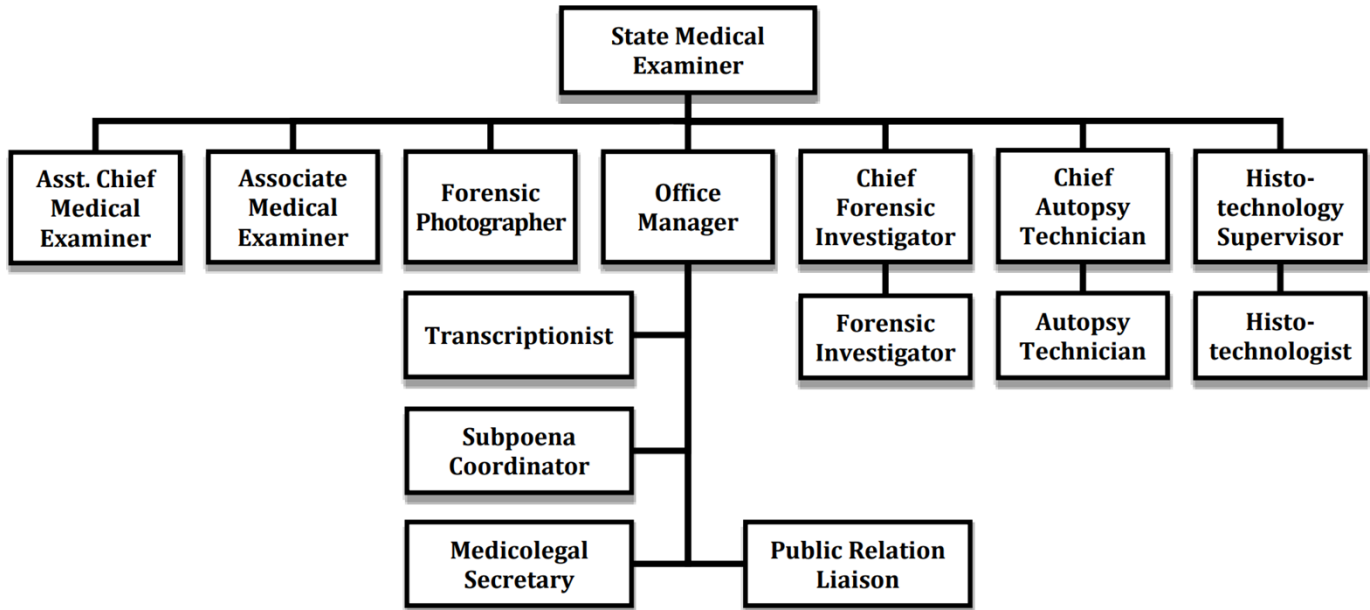 State Medical
Examiner
Asst. Chief
Medical
Examiner
Associate
Medical
Examiner
Forensic
Photographer
Office
Manager
Chief
Forensic
Investigator
Chief
Autopsy
Technician
Histo-
technology
Supervisor
Transcriptionist
Forensic
Investigator
Autopsy
Technician
Histo-
technologist
Subpoena
Coordinator
Medicolegal
Secretary
Public Relation
Liaison